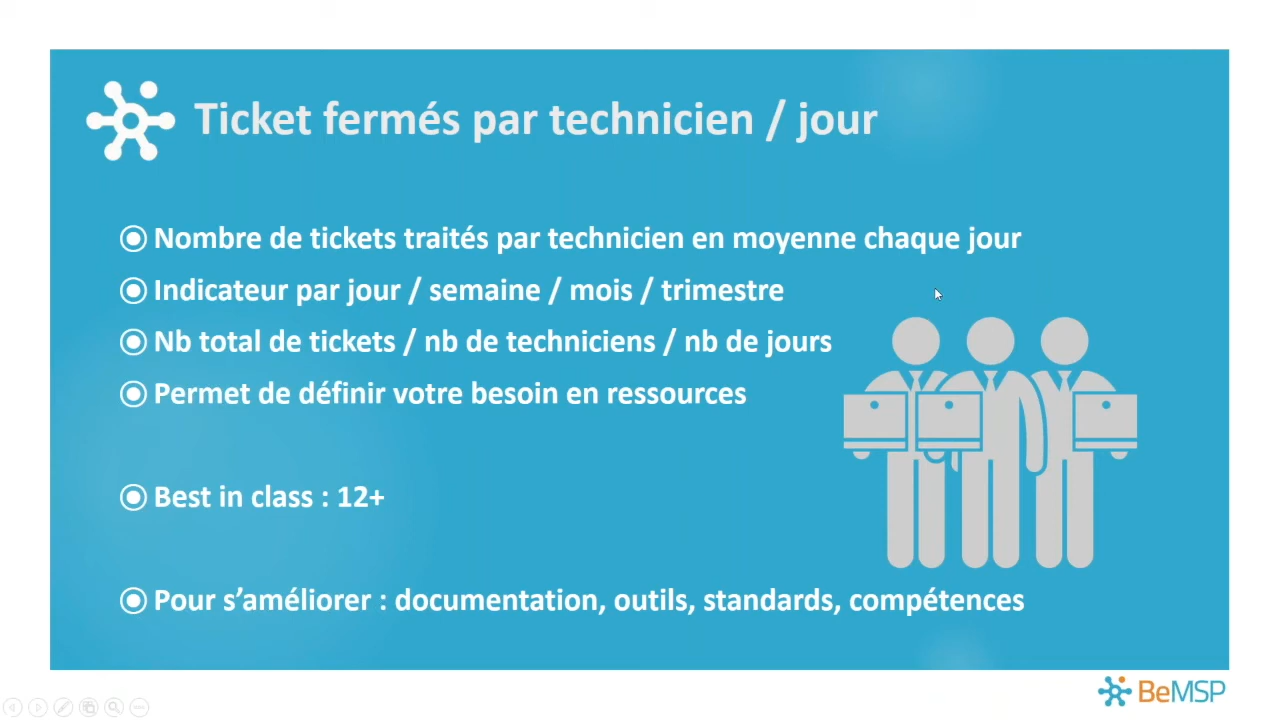 Ticket fermés par technicien / jour
Nombre de tickets traités par technicien en moyenne chaque jour
Indicateur par jour / semaine / mois / trimestre
Nb total de tickets / nb de techniciens / nb de jours
Permet de définir votre besoin en ressources
Best in class : 12+
Pour s’améliorer : documentation, outils, standards, compétences
BeMSP